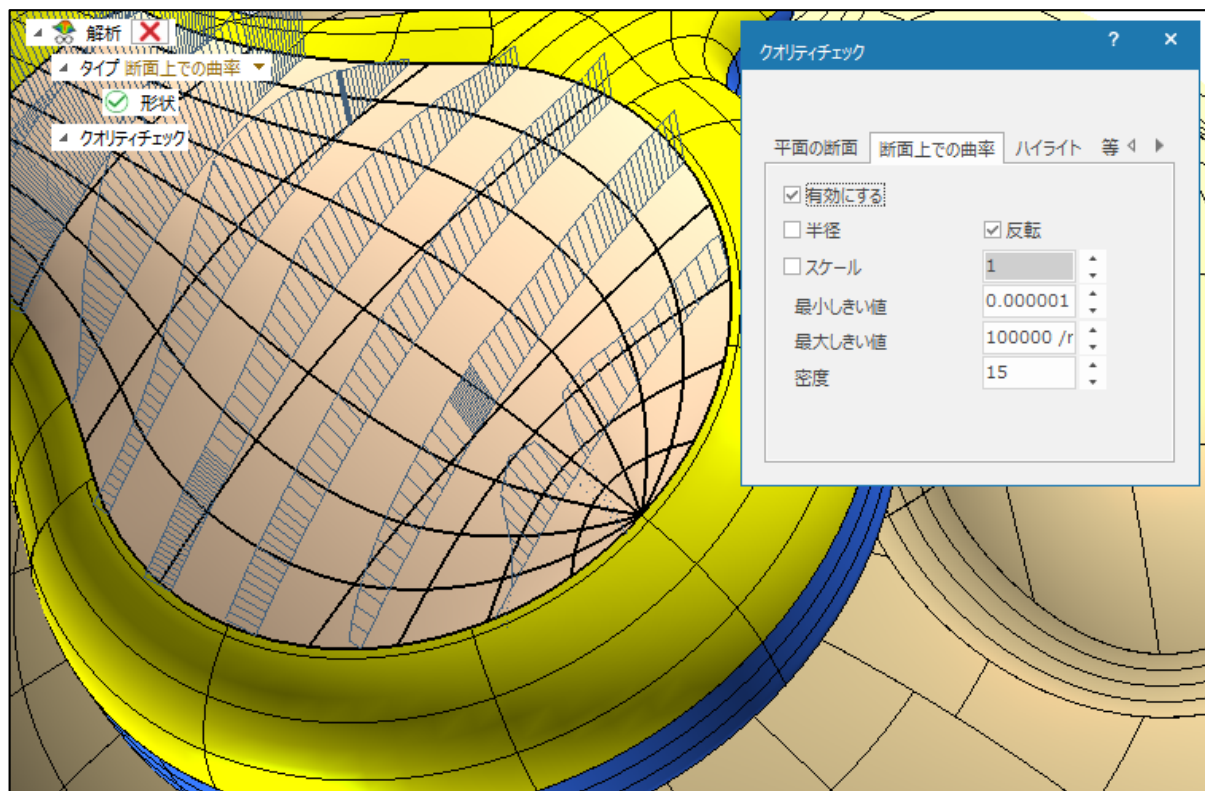 解析
タイプ 断面上での曲率
形状
クオリティチェック
クオリティチェック ? ×
平面の断面 断面上での曲率 ハイライト 等
有効にする
半径 反転
スケール 1
最小しきい値 0.000001
最大しきい値 100000 /r
密度 15